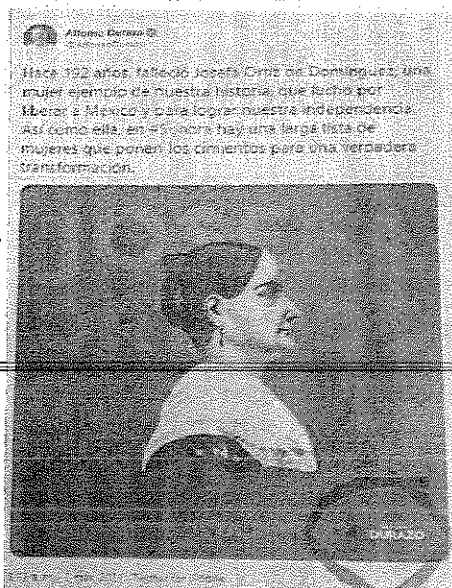 Alfonso Durazo
Hace 192 años, falleció Josefa Ortiz de Domínguez, una
mujer ejemplo de nuestra historia, que luchó por
liberar a México y para lograr nuestra independencia.
Así como ella, en #Sonora hay una larga lista de
mujeres que ponen los cimientos para una verdadera
transformación.
DURAZO